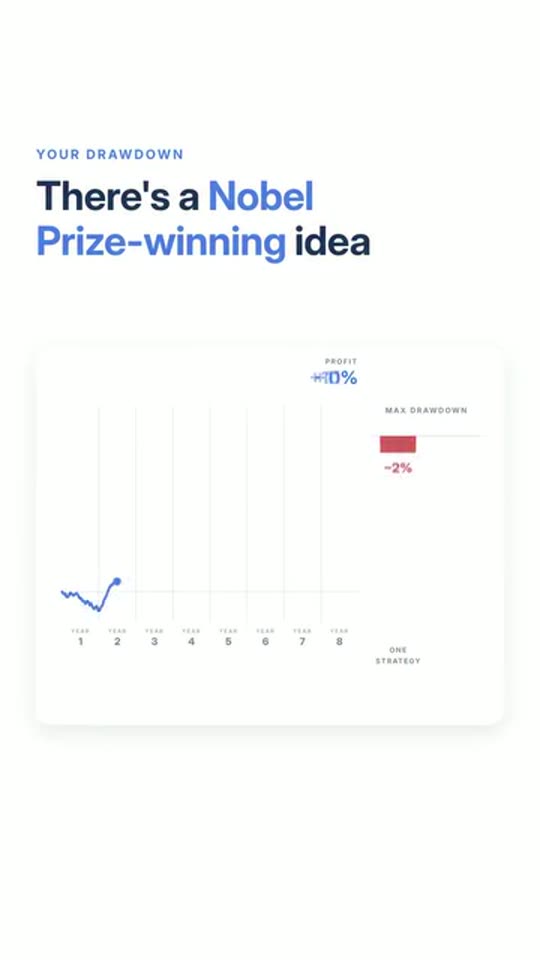 YOUR DRAWDOWN
There's a Nobel
Prize-winning idea
PROFIT
MAX DRAWDOWN
-2%
YEAR YEAR YEAR YEAR YEAR YEAR YEAR YEAR
1 2 3 4 5 6 7 8
ONE
STRATEGY